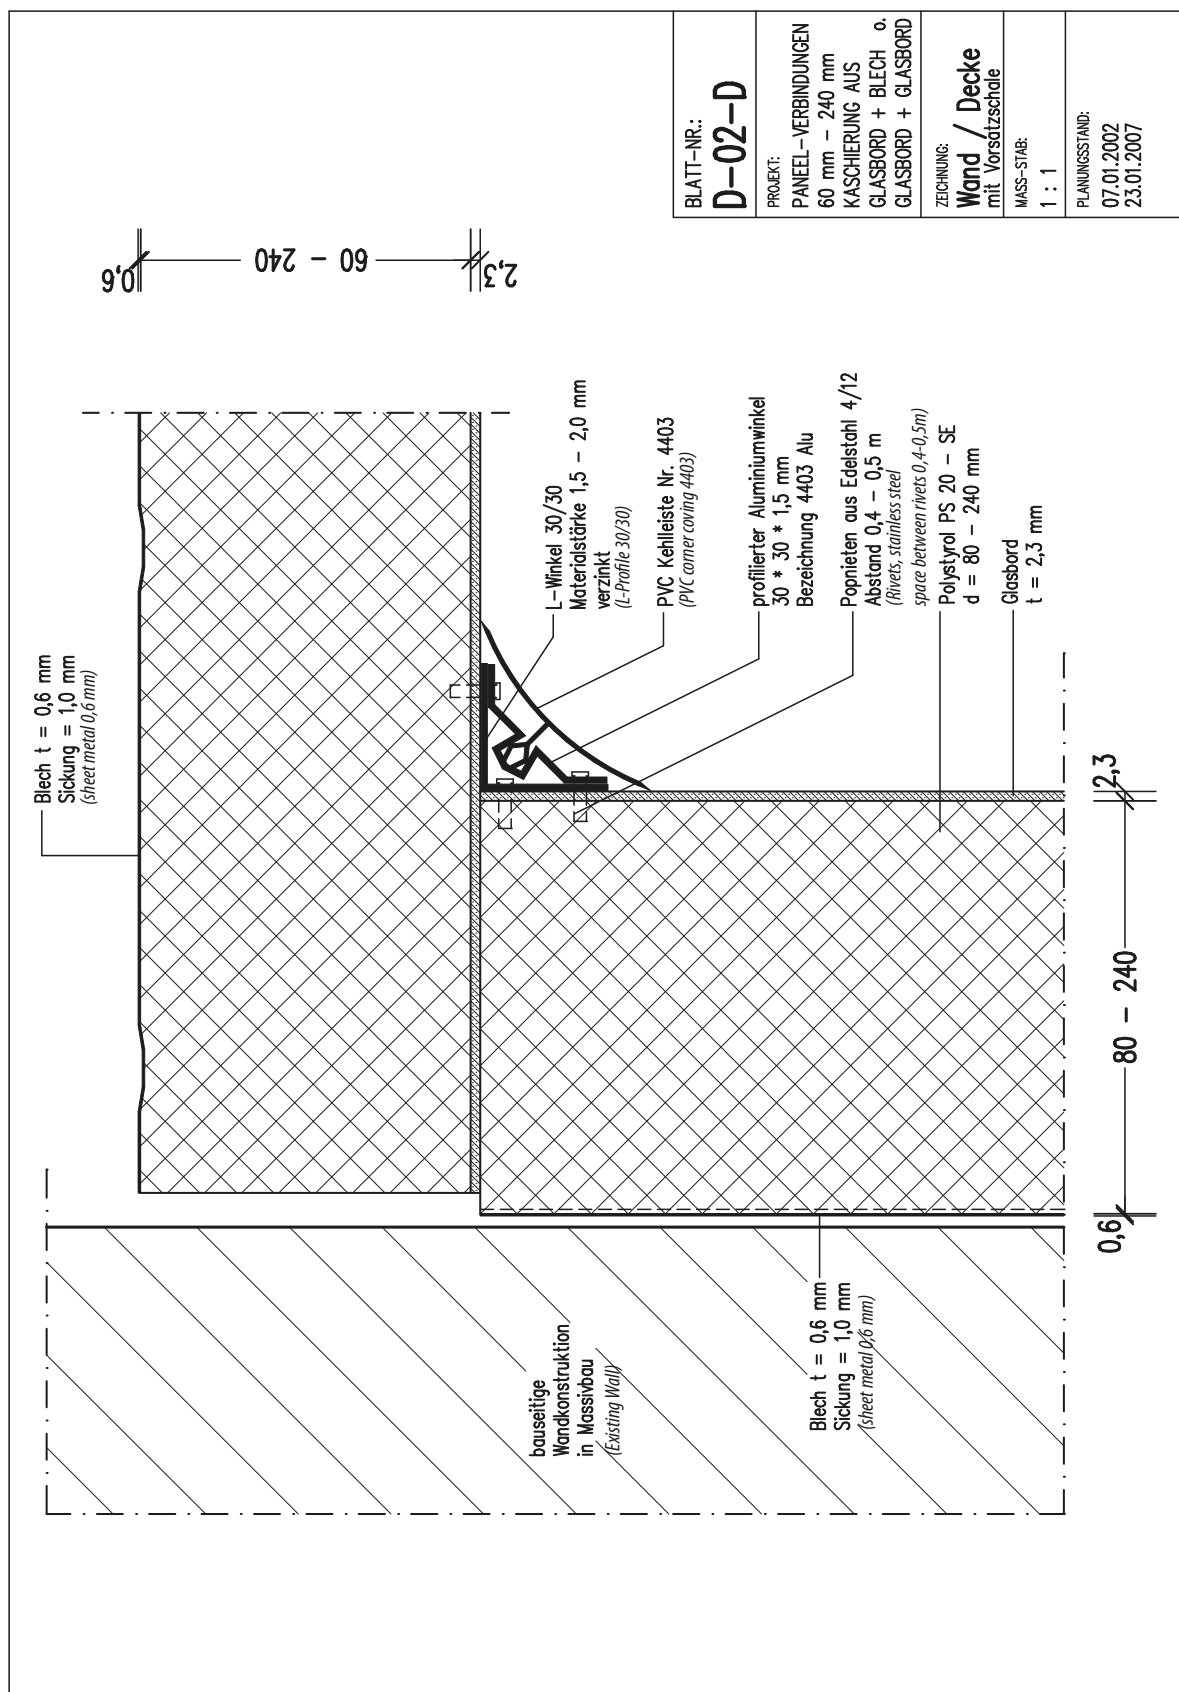 Blech t = 0,6 mm
Sickung = 1,0 mm
(sheet metal 0,6 mm)
0,6
60 - 240
2,3
L-Winkel 30/30
Materialstärke 1,5 - 2,0 mm
verzinkt
(L-Profile 30/30)
PVC Kehlleiste Nr. 4403
(PVC corner coving 4403)
profilierter Aluminiumwinkel
30 * 30 * 1,5 mm
Bezeichnung 4403 Alu
Popnieten aus Edelstahl 4/12
Abstand 0,4 - 0,5 m
(Rivets, stainless steel
space between rivets 0,4-0,5m)
Polystyrol PS 20 - SE
d = 80 - 240 mm
Glasbord
t = 2,3 mm
bauseitige
Wandkonstruktion
in Massivbau
(Existing Wall)
Blech t = 0,6 mm
Sickung = 1,0 mm
(sheet metal 0,6 mm)
0,6
80 - 240
2,3
BLATT-NR.:
D-02-D
PROJEKT:
PANEEL-VERBINDUNGEN
60 mm - 240 mm
KASCHIERUNG AUS
GLASBORD + BLECH o.
GLASBORD + GLASBORD
ZEICHNUNG:
Wand / Decke
mit Vorsatzschale
MASS-STAB:
1 : 1
PLANUNGSSTAND:
07.01.2002
23.01.2007